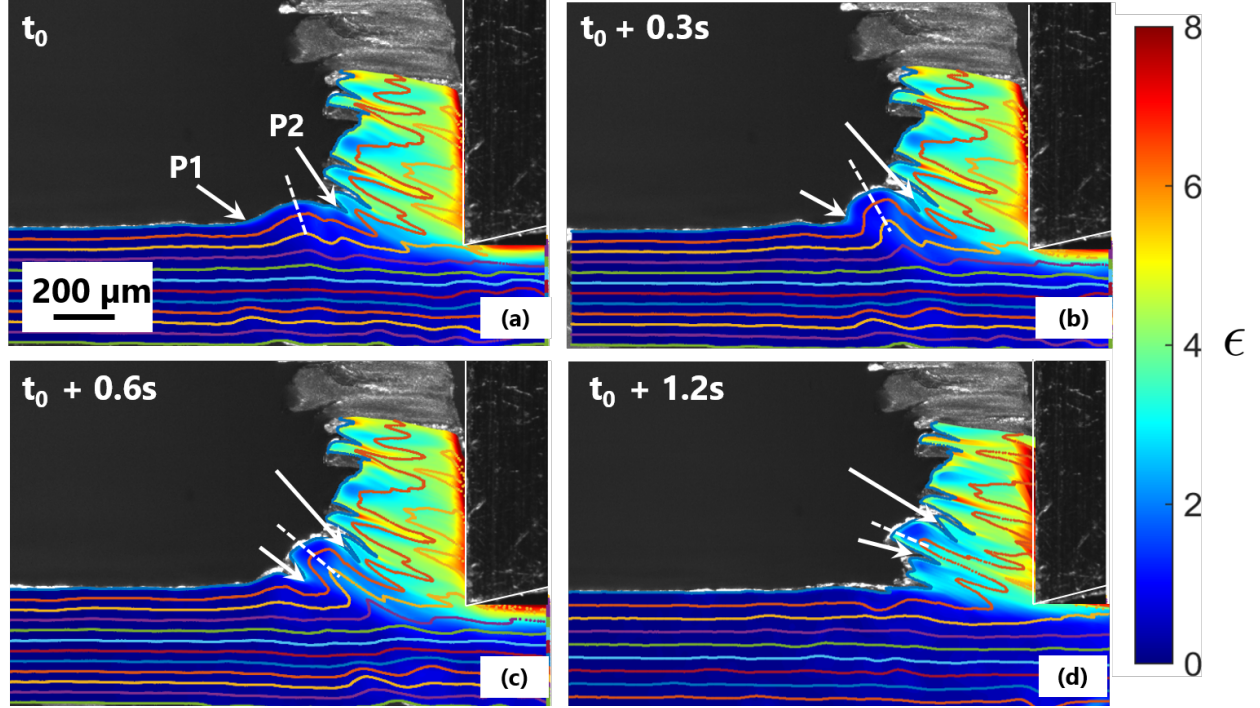 t0
P1
P2
200 μm
(a)
t0 + 0.3s
(b)
t0 + 0.6s
(c)
t0 + 1.2s
(d)
8
6
4
2
0
ϵ